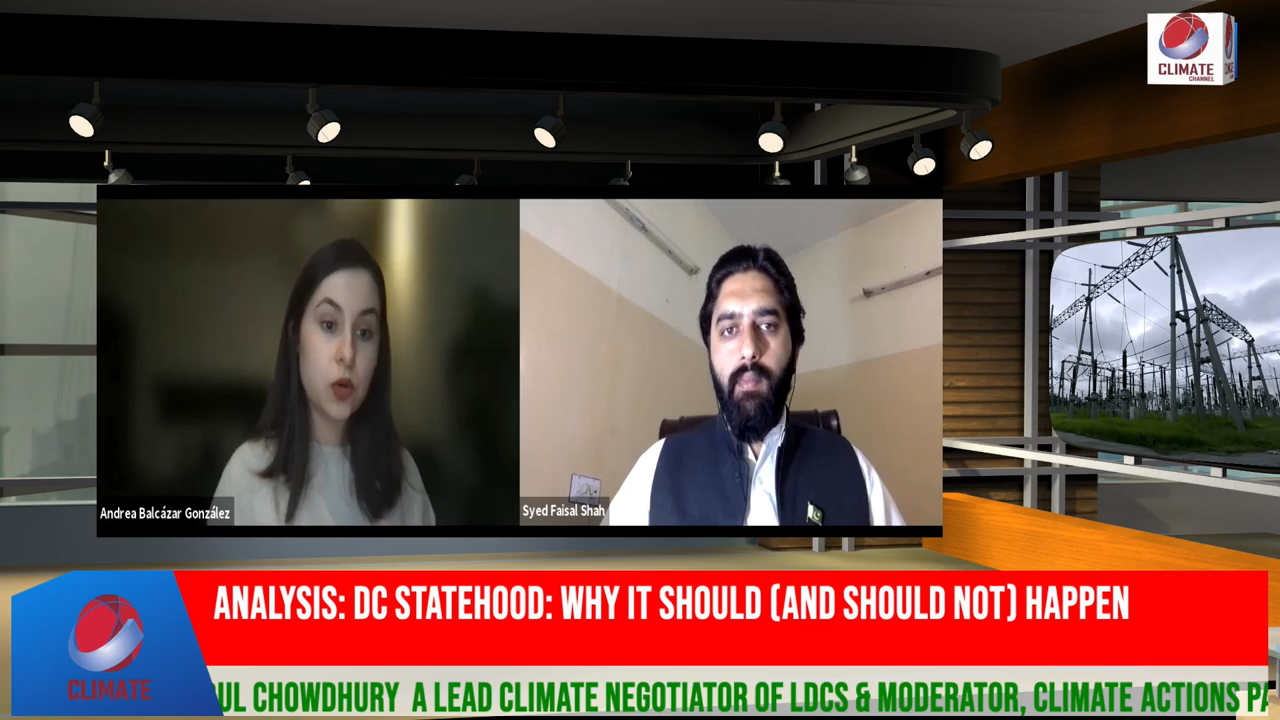 CLIMATE
CHANNEL
Andrea Balcázar González
Syed Faisal Shah
ANALYSIS: DC STATEHOOD: WHY IT SHOULD (AND SHOULD NOT) HAPPEN
CLIMATE
UL CHOWDHURY A LEAD CLIMATE NEGOTIATOR OF LDCS & MODERATOR, CLIMATE ACTIONS PA